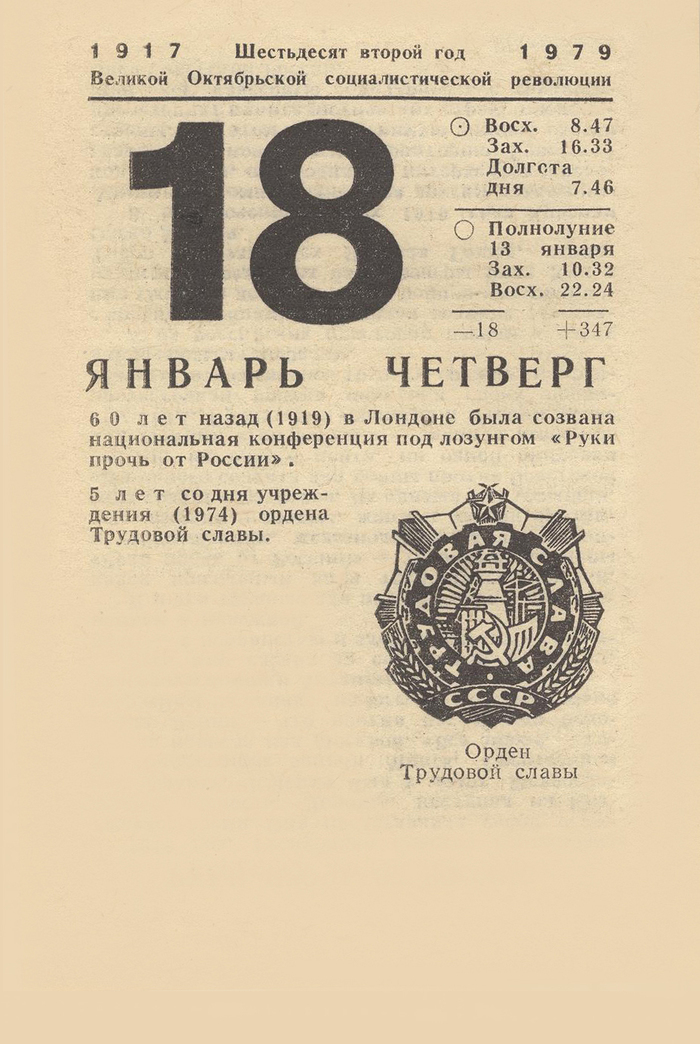 1917 Шестьдесят второй год 1979
Великой Октябрьской социалистической революции
18
Восх. 8.47
Зах. 16.33
Долгота
дня 7.46
Полнолуние
13 января
Зах. 10.32
Восх. 22.24
—18 +347
ЯНВАРЬ ЧЕТВЕРГ
60 лет назад (1919) в Лондоне была созвана
национальная конференция под лозунгом «Руки
прочь от России».
5 лет со дня учреж-
дения (1974) ордена
Трудовой славы.
ТРУДОВАЯ СЛАВА
СССР
Орден
Трудовой славы